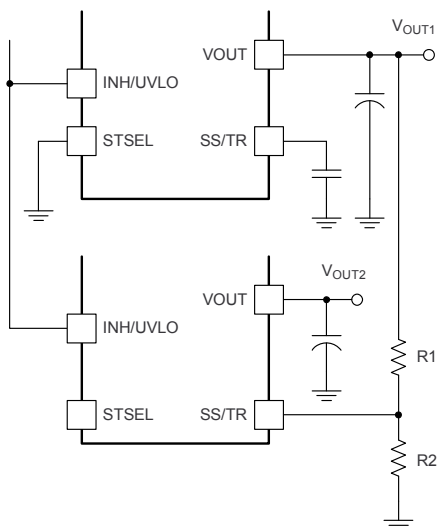 VOUT1
VOUT
INH/UVLO
STSEL
SS/TR
VOUT2
VOUT
INH/UVLO
R1
STSEL
SS/TR
R2